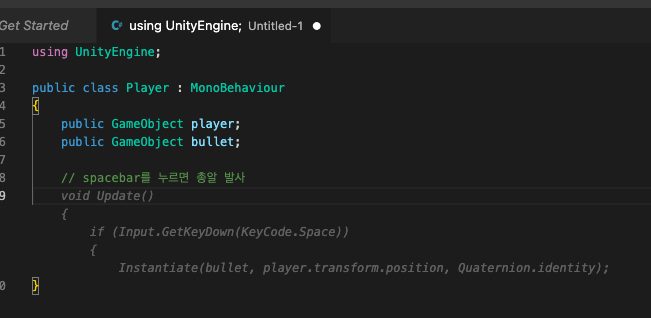 Get Started
using UnityEngine; Untitled-1
1 using UnityEngine;
2
3 public class Player : MonoBehaviour
4 {
5 public GameObject player;
6 public GameObject bullet;
7
8 // spacebar를 누르면 총알 발사
9 void Update()
{
if (Input.GetKeyDown(KeyCode.Space))
{
Instantiate(bullet, player.transform.position, Quaternion.identity);
0 }